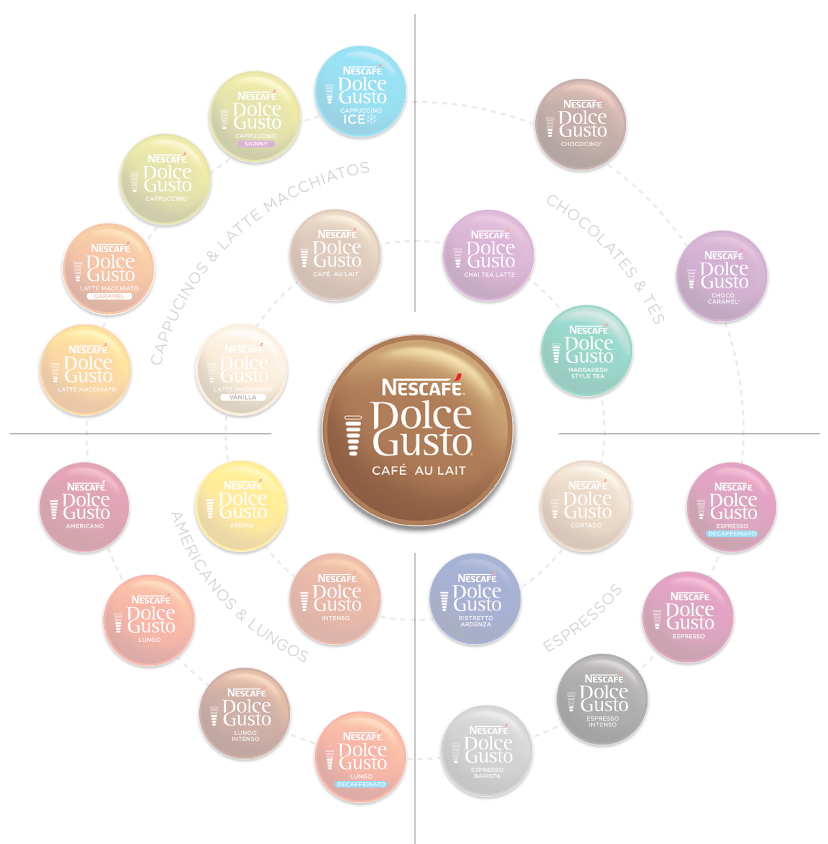 NESCAFÉ.
Dolce
Gusto
CAPPUCCINO
ICE
NESCAFÉ.
Dolce
Gusto
CAPPUCCINO
SKINNY
NESCAFÉ.
Dolce
Gusto
CAPPUCCINO
NESCAFÉ.
Dolce
Gusto
LATTE MACCHIATO
CARAMEL
NESCAFÉ.
Dolce
Gusto
LATTE MACCHIATO
CAPPUCINOS & LATTE MACCHIATOS
NESCAFÉ.
Dolce
Gusto
CAFÉ AU LAIT
NESCAFÉ.
Dolce
Gusto
LATTE MACCHIATO
VANILLA
NESCAFÉ.
Dolce
Gusto
CHOCOCINO®
CHOCOLATES & TÉS
NESCAFÉ.
Dolce
Gusto
CHAI TEA LATTE
NESCAFÉ.
Dolce
Gusto
CHOCO
CARAMEL®
NESCAFÉ.
Dolce
Gusto
MARRAKESH
STYLE TEA
NESCAFÉ.
Dolce
Gusto
CAFÉ AU LAIT
NESCAFÉ.
Dolce
Gusto
AMERICANO
NESCAFÉ.
Dolce
Gusto
AROMA
AMERICANOS & LUNGOS
NESCAFÉ.
Dolce
Gusto
INTENSO
NESCAFÉ.
Dolce
Gusto
LUNGO
NESCAFÉ.
Dolce
Gusto
LUNGO
INTENSO
NESCAFÉ.
Dolce
Gusto
LUNGO
DECAFFEINATO
NESCAFÉ.
Dolce
Gusto
CORTADO
NESCAFÉ.
Dolce
Gusto
ESPRESSO
DECAFFEINATO
NESCAFÉ.
Dolce
Gusto
RISTRETTO
ARDENZA
ESPRESSOS
NESCAFÉ.
Dolce
Gusto
ESPRESSO
NESCAFÉ.
Dolce
Gusto
ESPRESSO
INTENSO
NESCAFÉ.
Dolce
Gusto
ESPRESSO
BARISTA